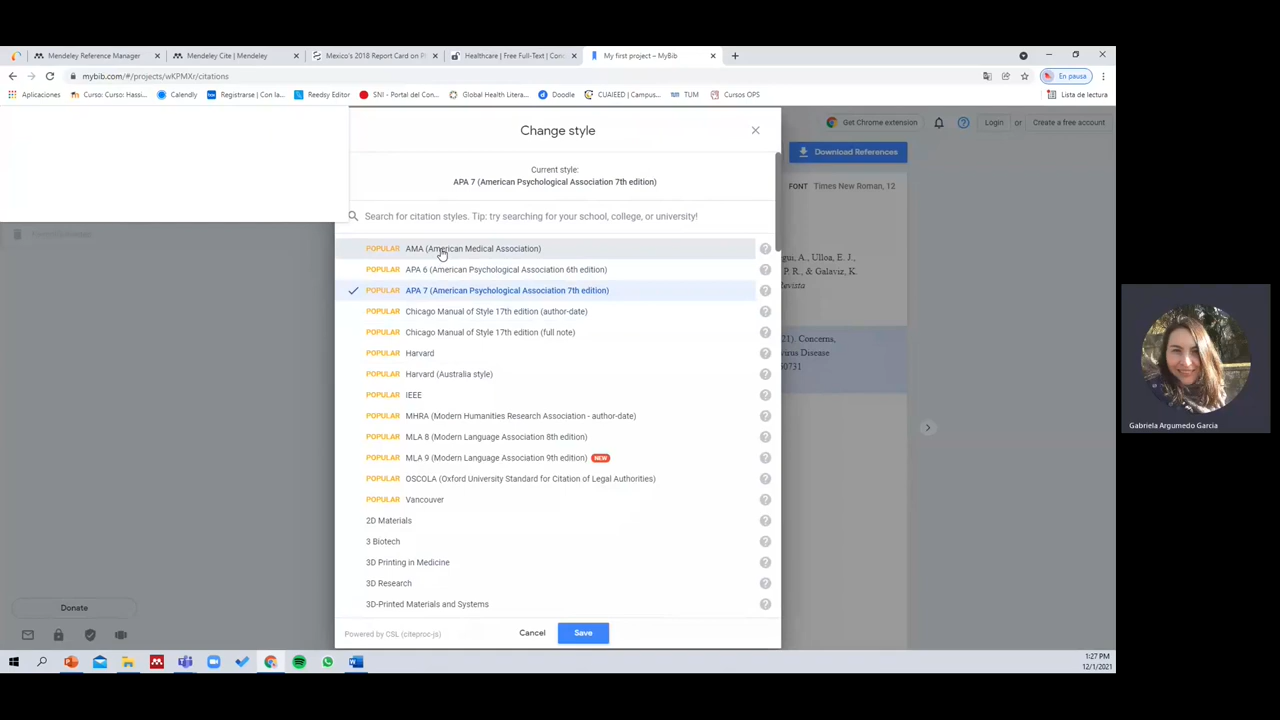 Mendeley Reference Manager
Mendeley Cite | Mendeley
Mexico's 2018 Report Card on P
Healthcare | Free Full-Text | Con
My first project – MyBib
mybib.com/#/projects/wKPMXr/citations
En pausa
Aplicaciones
Curso: Curso: Hassi...
Calendly
Registrarse | Con la...
Reedsy Editor
SNI - Portal del Con...
Global Health Litera...
Doodle
CUAIEED | Campus...
TUM
Cursos OPS
Lista de lectura
Change style
Get Chrome extension
Login or Create a free account
Current style:
APA 7 (American Psychological Association 7th edition)
Download References
FONT Times New Roman, 12
Search for citation styles. Tip: try searching for your school, college, or university!
POPULAR AMA (American Medical Association)
POPULAR APA 6 (American Psychological Association 6th edition)
POPULAR APA 7 (American Psychological Association 7th edition)
POPULAR Chicago Manual of Style 17th edition (author-date)
POPULAR Chicago Manual of Style 17th edition (full note)
POPULAR Harvard
POPULAR Harvard (Australia style)
POPULAR IEEE
POPULAR MHRA (Modern Humanities Research Association - author-date)
POPULAR MLA 8 (Modern Language Association 8th edition)
POPULAR MLA 9 (Modern Language Association 9th edition) NEW
POPULAR OSCOLA (Oxford University Standard for Citation of Legal Authorities)
POPULAR Vancouver
2D Materials
3 Biotech
3D Printing in Medicine
3D Research
3D-Printed Materials and Systems
gui, A., Ulloa, E. J.,
P. R., & Galaviz, K.
Revista
21). Concerns,
virus Disease
60731
Powered by CSL (citeproc-js)
Cancel
Save
Donate
Gabriela Argumedo Garcia
1:27 PM
12/1/2021